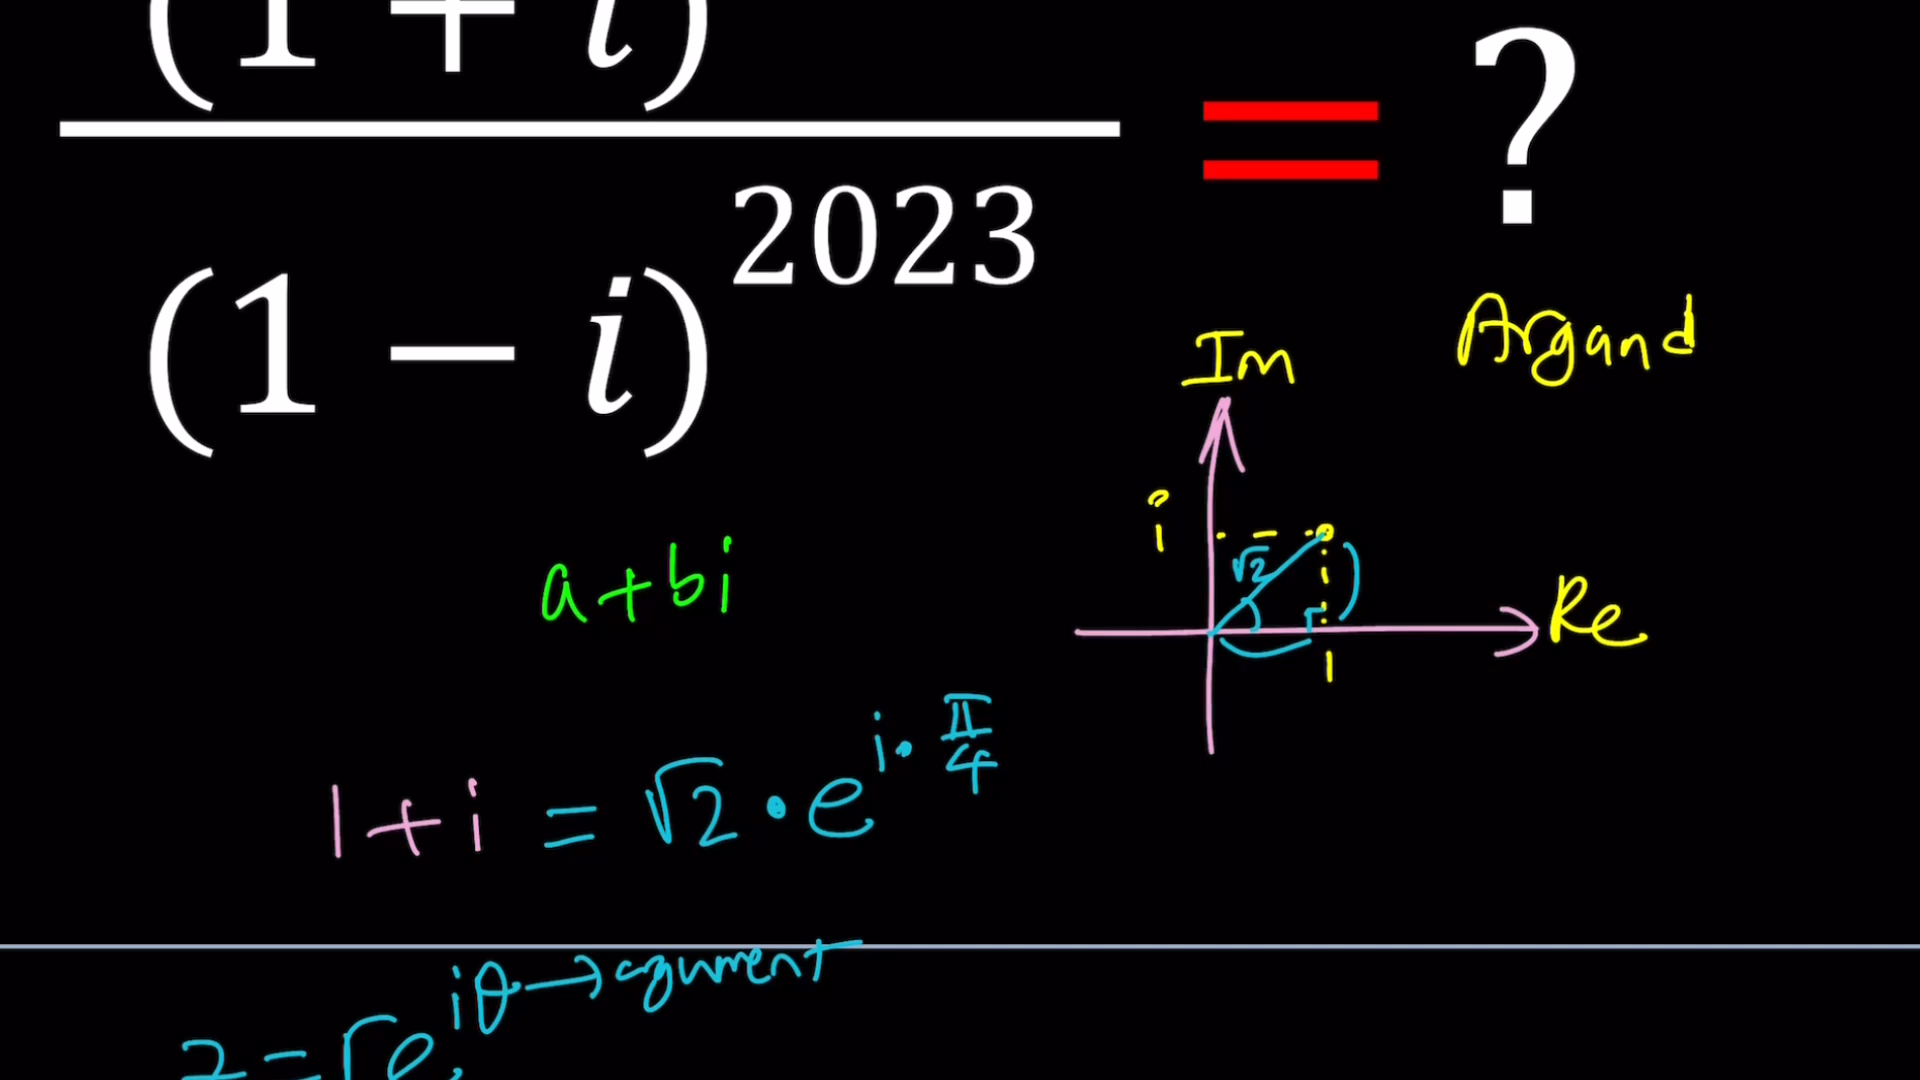 (1 + i)
= ?
(1 − i)^2023
Argand
Im
i
√2
Re
1
a+bi
1+i = √2 · e^(i · π/4)
z = re^(iθ) → argument